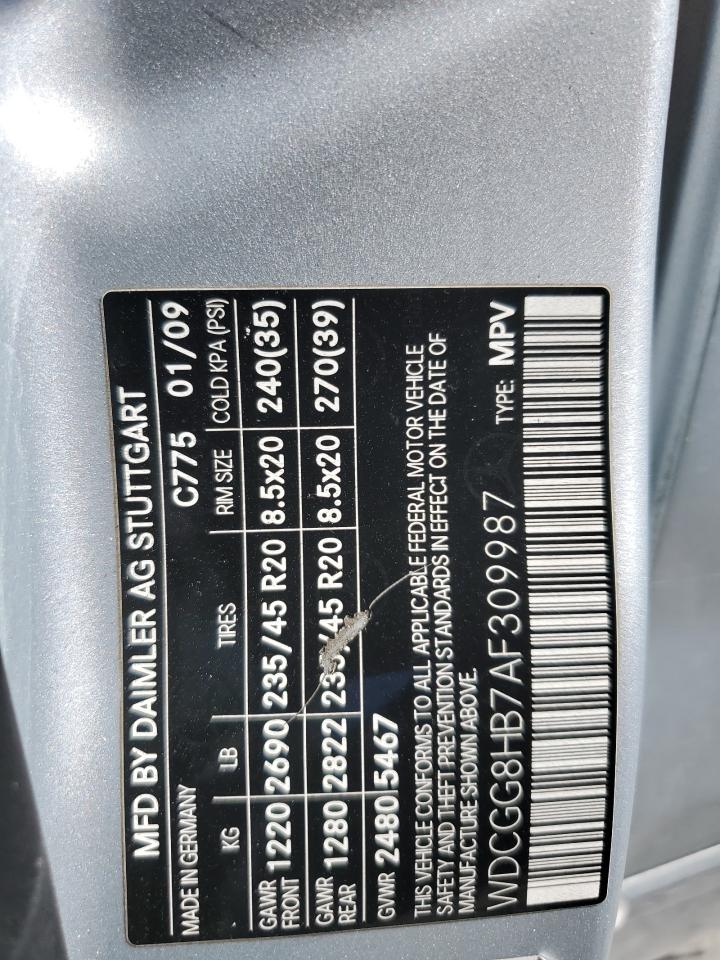 MFD BY DAIMLER AG STUTTGART
MADE IN GERMANY C775 01/09
KG LB TIRES RIM SIZE COLD KPA (PSI)
GAWR FRONT 1220 2690 235/45 R20 8.5x20 240(35)
GAWR REAR 1280 2822 235/45 R20 8.5x20 270(39)
GVWR 2480 5467
THIS VEHICLE CONFORMS TO ALL APPLICABLE FEDERAL MOTOR VEHICLE
SAFETY AND THEFT PREVENTION STANDARDS IN EFFECT ON THE DATE OF
MANUFACTURE SHOWN ABOVE.
WDCGG8HB7AF309987 TYPE: MPV